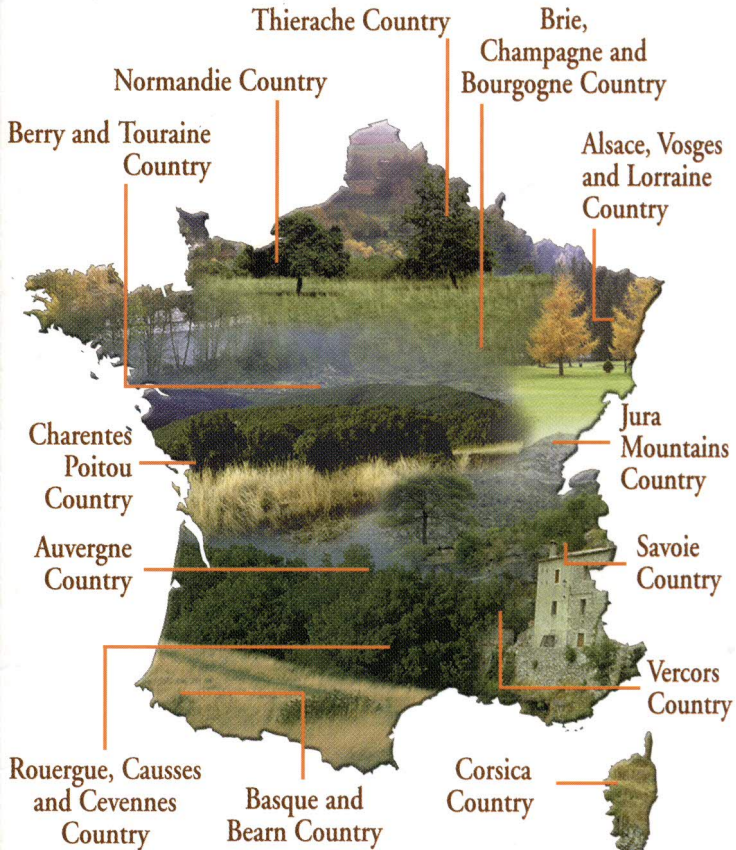 Thierache Country
Brie,
Champagne and
Bourgogne Country
Normandie Country
Berry and Touraine
Country
Alsace, Vosges
and Lorraine
Country
Charentes
Poitou
Country
Jura
Mountains
Country
Auvergne
Country
Savoie
Country
Vercors
Country
Rouergue, Causses
and Cevennes
Country
Basque and
Bearn Country
Corsica
Country